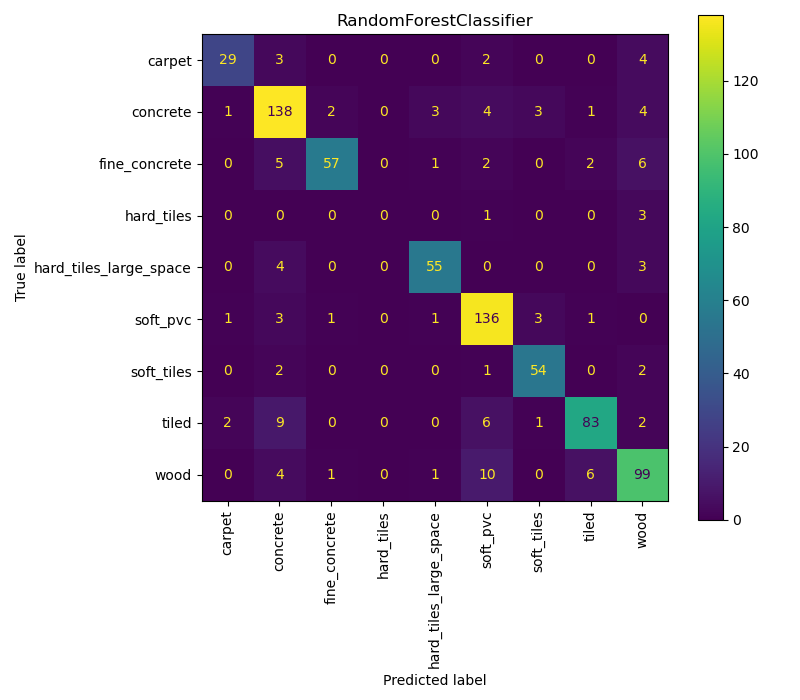 RandomForestClassifier
True label
carpet 29 3 0 0 0 2 0 0 4
concrete 1 138 2 0 3 4 3 1 4
fine_concrete 0 5 57 0 1 2 0 2 6
hard_tiles 0 0 0 0 0 1 0 0 3
hard_tiles_large_space 0 4 0 0 55 0 0 0 3
soft_pvc 1 3 1 0 1 136 3 1 0
soft_tiles 0 2 0 0 0 1 54 0 2
tiled 2 9 0 0 0 6 1 83 2
wood 0 4 1 0 1 10 0 6 99
carpet
concrete
fine_concrete
hard_tiles
hard_tiles_large_space
soft_pvc
soft_tiles
tiled
wood
Predicted label
120
100
80
60
40
20
0